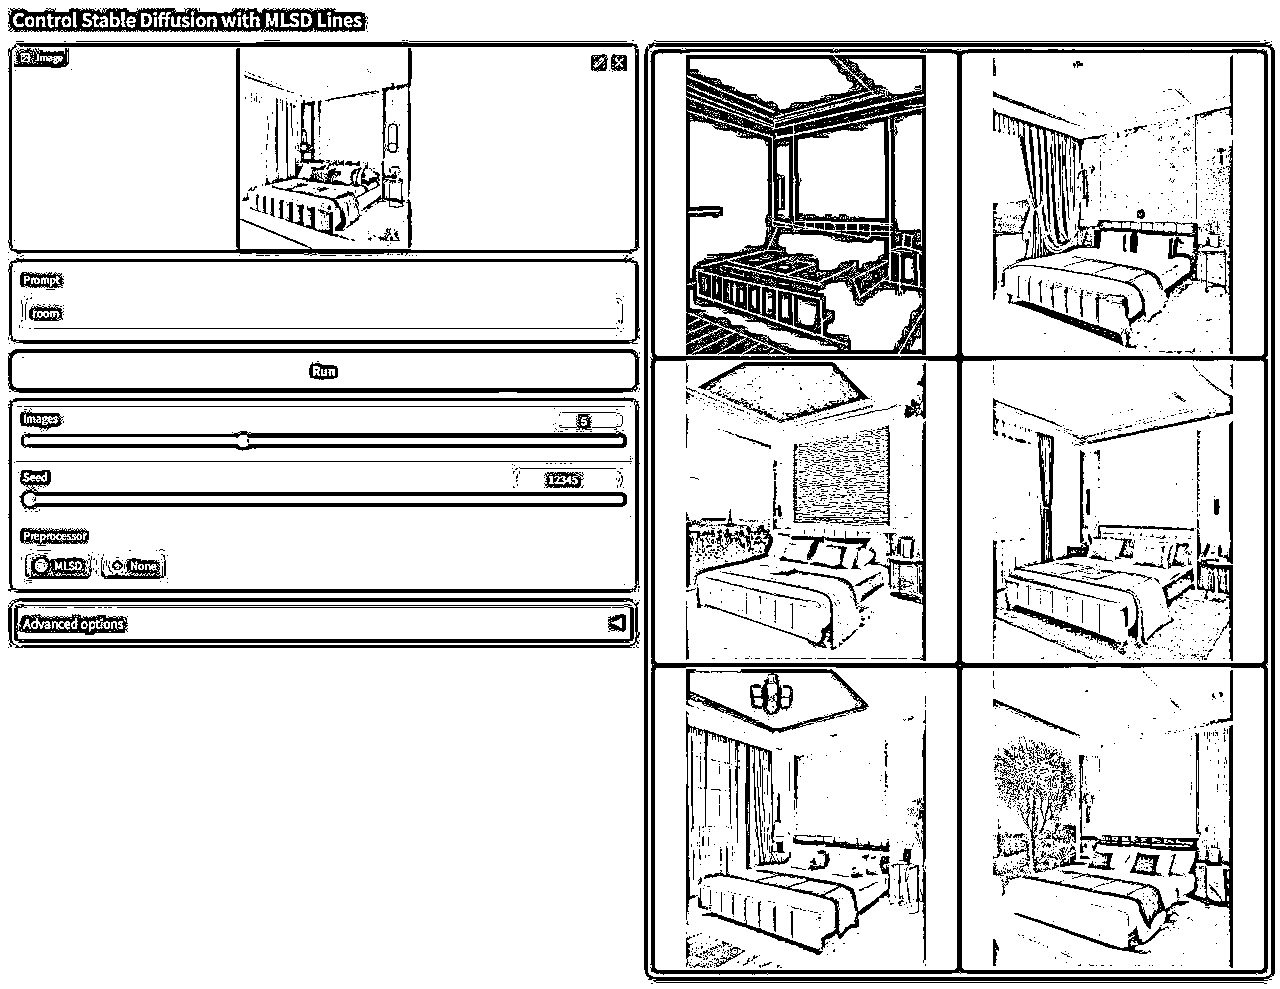 Control Stable Diffusion with MLSD Lines
Image
Prompt
room
Run
Images
5
Seed
12345
Preprocessor
MLSD
None
Advanced options